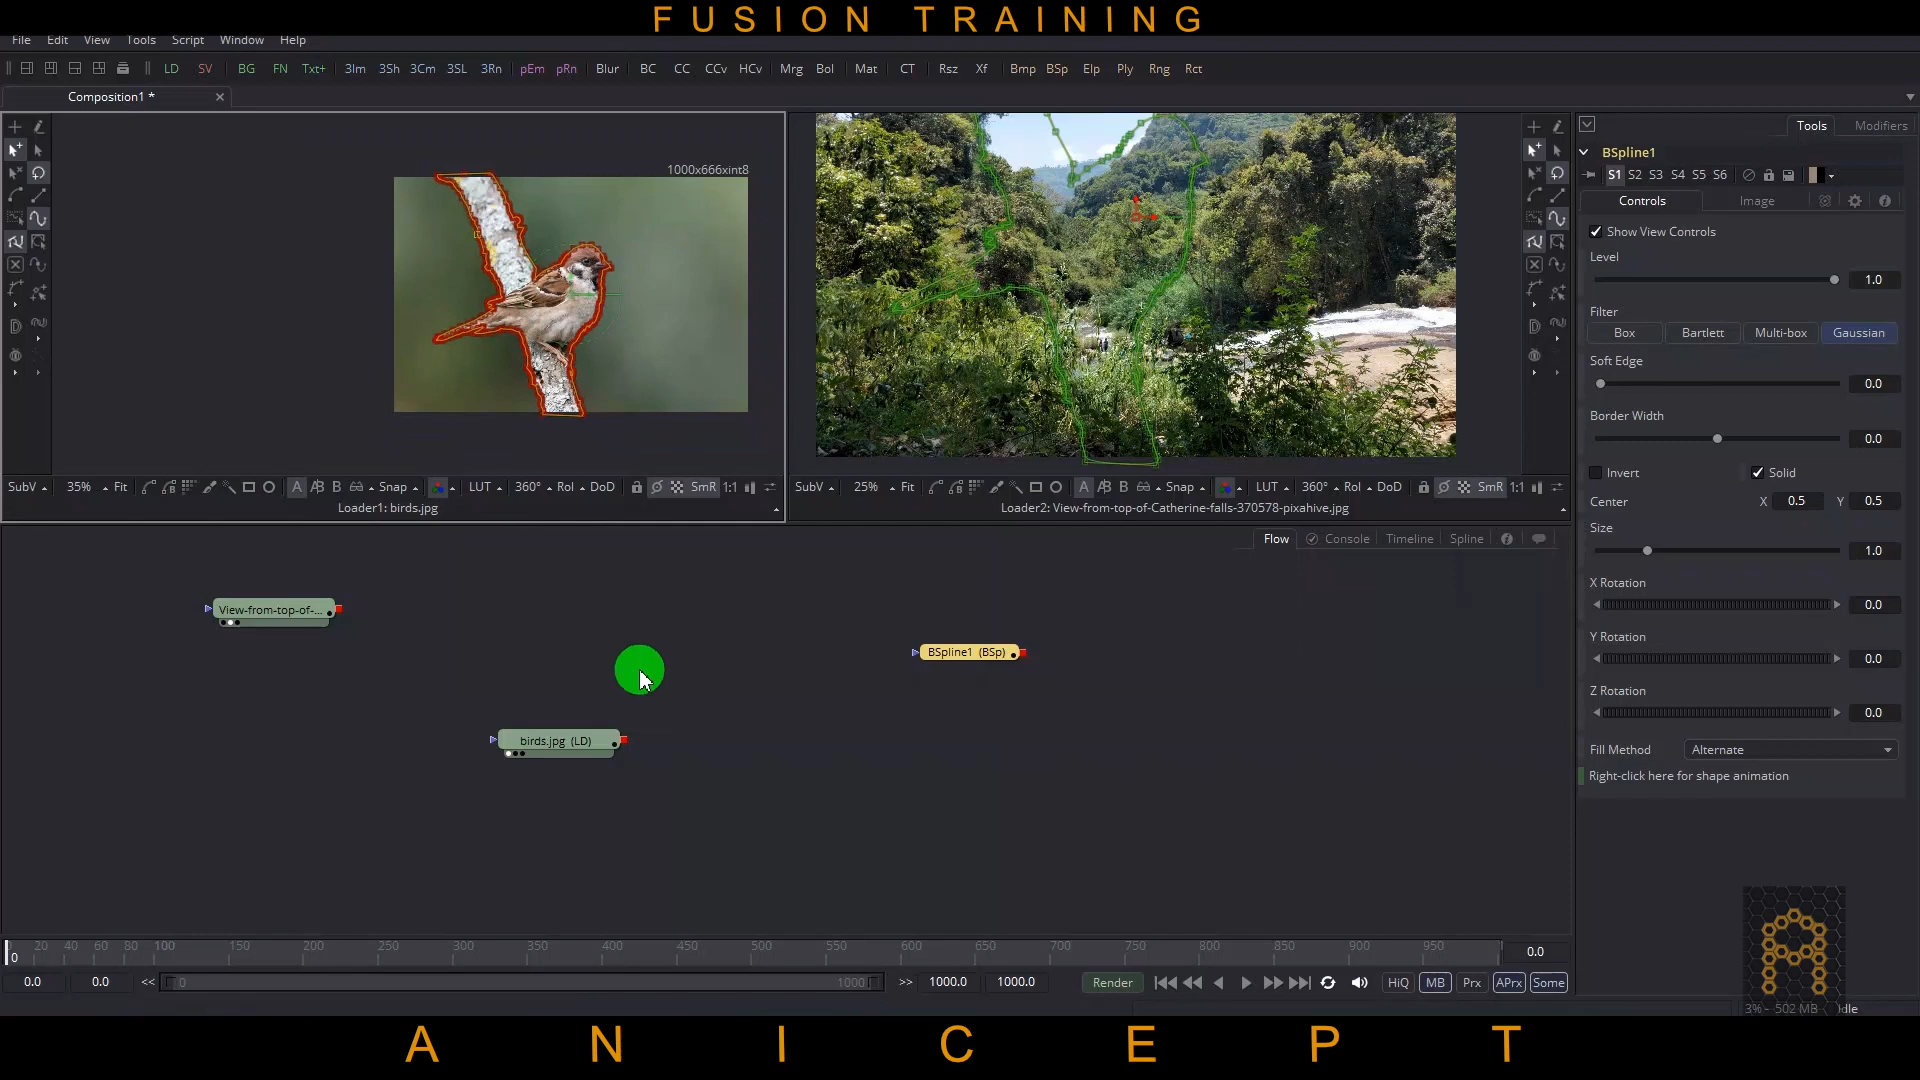 FUSION TRAINING
File Edit View Tools Script Window Help
LD SV BG FN Txt+ 3Im 3Sh 3Cm 3SL 3Rn pEm pRn Blur BC CC CCv HCv Mrg Bol Mat CT Rsz Xf Bmp BSp Elp Ply Rng Rct
Composition1 *
Tools Modifiers
BSpline1
1000x666xint8
S1 S2 S3 S4 S5 S6
Controls Image
Show View Controls
Level
1.0
Filter
Box Bartlett Multi-box Gaussian
Soft Edge
0.0
Border Width
0.0
Invert Solid
SubV 35% Fit A B Snap LUT 360° RoI DoD SmR 1:1
SubV 25% Fit A B Snap LUT 360° RoI DoD SmR 1:1
Center X 0.5 Y 0.5
Loader1: birds.jpg
Loader2: View-from-top-of-Catherine-falls-370578-pixahive.jpg
Size
1.0
Flow Console Timeline Spline
X Rotation
0.0
View-from-top-of-...
Y Rotation
0.0
BSpline1 (BSp)
Z Rotation
0.0
birds.jpg (LD)
Fill Method Alternate
Right-click here for shape animation
0 20 40 60 80 100 150 200 250 300 350 400 450 500 550 600 650 700 750 800 850 900 950
0
0.0
0.0 0.0 << 0 1000 >> 1000.0 1000.0 Render HiQ MB Prx APrx Some
3% - 502 MB Idle
ANICEPT